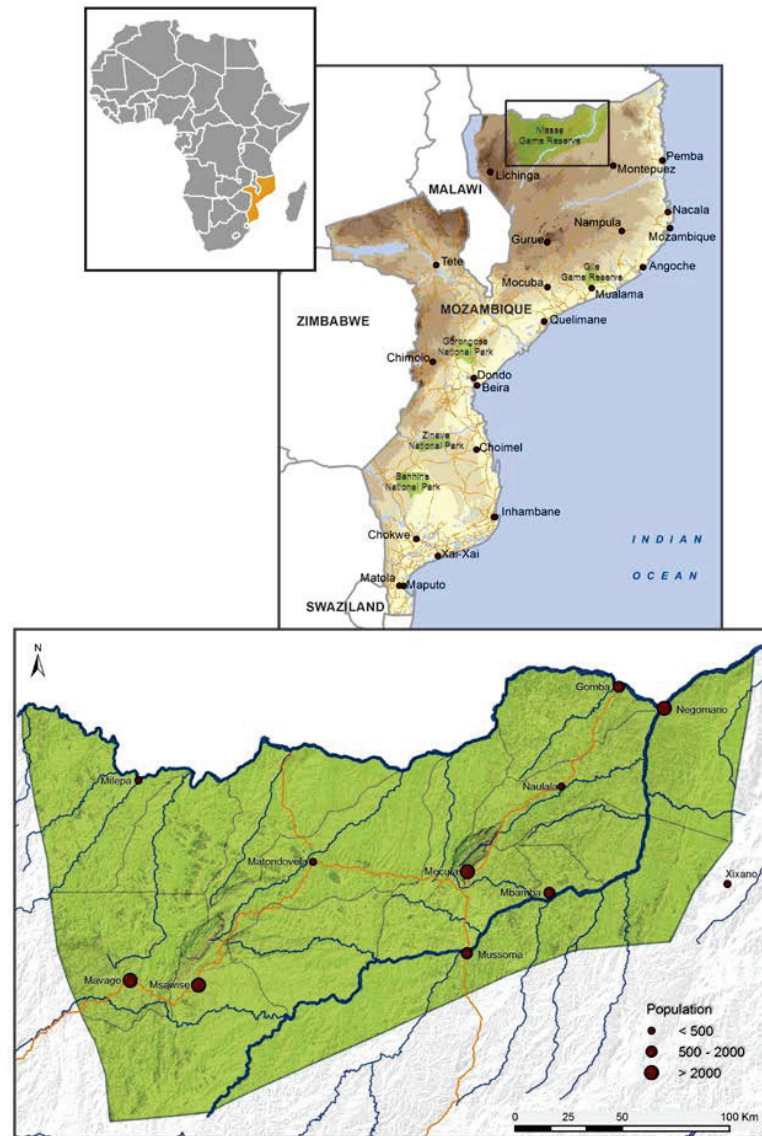 Niassa
Game Reserve
Pemba
Lichinga
Montepuez
MALAWI
Nacala
Nampula
Mozambique
Gurue
Tete
Angoche
Gile
Game Reserve
Mocuba
Mualama
MOZAMBIQUE
ZIMBABWE
Quelimane
Gorongosa
National Park
Chimoio
Dondo
Beira
Zinave
National Park
Choimel
Banhine
National Park
Inhambane
Chokwe
INDIAN
Xai-Xai
OCEAN
Matola
Maputo
SWAZILAND
N
Gomba
Negomano
Milepa
Naulala
Matondovela
Mecula
Mbamba
Xixano
Mussoma
Mavago
Msawise
Population
< 500
500 - 2000
> 2000
0 25 50 100 Km